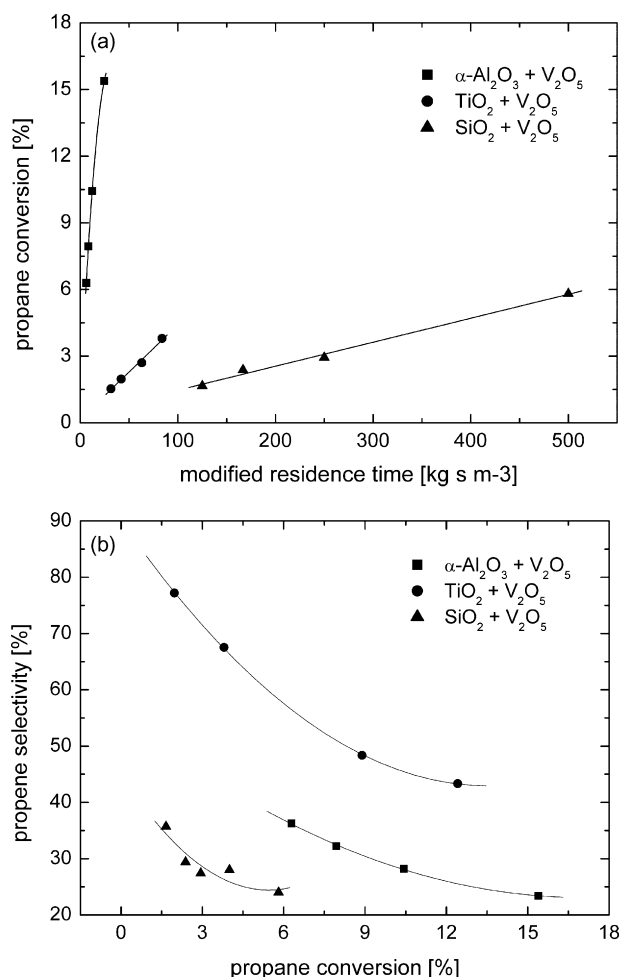 (a)
α-Al₂O₃ + V₂O₅
TiO₂ + V₂O₅
SiO₂ + V₂O₅
propane conversion [%]
18
15
12
9
6
3
0
0 100 200 300 400 500
modified residence time [kg s m-3]
(b)
α-Al₂O₃ + V₂O₅
TiO₂ + V₂O₅
SiO₂ + V₂O₅
propene selectivity [%]
90
80
70
60
50
40
30
20
0 3 6 9 12 15 18
propane conversion [%]